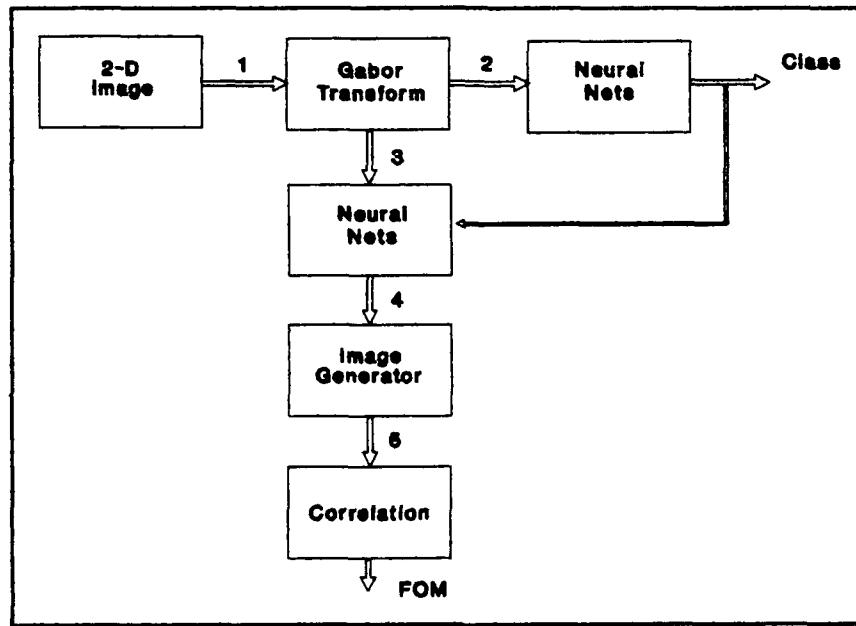 2-D
Image
1
Gabor
Transform
2
Neural
Nets
Class
3
Neural
Nets
4
Image
Generator
5
Correlation
FOM